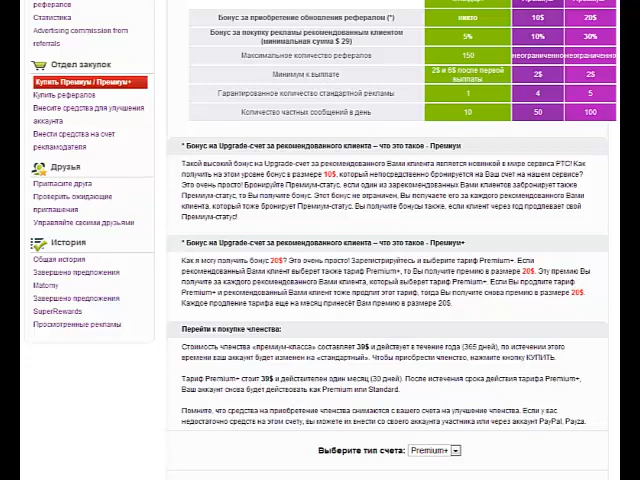 рефералов
Статистика
Advertising commission from
referrals
Отдел закупок
Купить Премиум / Премиум+
Купить рефералов
Внесите средства для улучшения
аккаунта
Внести средства на счет
рекламодателя
Друзья
Пригласите друга
Проверить ожидающие
приглашения
Управляйте своими друзьями
История
Общая история
Завершено предложения
Matomy
Завершено предложения
SuperRewards
Просмотренные рекламы
Бонус за приобретение обновления рефералом (*) никто 10$ 20$
Бонус за покупку рекламы рекомендованным клиентом
(минимальная сумма $ 29) 5% 10% 30%
Максимальное количество рефералов 150 неограниченно неограниченно
Минимум к выплате 2$ и 6$ после первой
выплаты 2$ 2$
Гарантированное количество стандартной рекламы 1 4 5
Количество частных сообщений в день 10 50 100
* Бонус на Upgrade-счет за рекомендованного клиента – что это такое - Премиум
Такой высокий бонус на Upgrade-счет за рекомендованного Вами клиента является новинкой в мире сервиса PTC! Как
получить на этом уровне бонус в размере 10$, который непосредственно бронируется на Ваш счет на нашем сервисе?
Это очень просто! Бронируйте Премиум-статус, если один из зарекомендованных Вами клиентов забронирует также
Премиум-статус, то Вы получите бонус. Этот бонус не ограничен, Вы получаете его за каждого рекомендованного Вами
клиента, который тоже бронирует Премиум-статус. Вы получите бонусы также, если клиент через год продлевает свой
Премиум-статус!
* Бонус на Upgrade-счет за рекомендованного клиента – что это такое - Премиум+
Как я могу получить бонус 20$? Это очень просто! Зарегистрируйтесь и выберите тариф Premium+. Если
рекомендованный Вами клиент выберет также тариф Premium+, то Вы получите премию в размере 20$. Эту премию Вы
получите за каждого рекомендованного Вами клиента, который выберет тариф Premium+. Если Вы продлите тариф
Premium+ и рекомендованный Вами клиент тоже продлит этот тариф, тогда Вы получите снова премию в размере 20$.
Каждое продление тарифа еще на месяц принесёт Вам премию в размере 20$.
Перейти к покупке членства:
Стоимость членства «премиум-класса» составляет 39$ и действует в течение года (365 дней), по истечении этого
времени ваш аккаунт будет изменен на «стандартный». Чтобы приобрести членство, нажмите кнопку КУПИТЬ.
Тариф Premium+ стоит 39$ и действителен один месяц (30 дней). После истечения срока действия тарифа Premium+,
Ваш аккаунт снова будет действовать как Premium или Standard.
Помните, что средства на приобретение членства снимаются с вашего счета на улучшение членства. Если у вас
недостаточно средств на этом счету, вы можете их внести со своего аккаунта участника или через аккаунт PayPal, Payza.
Выберите тип счета: Premium+